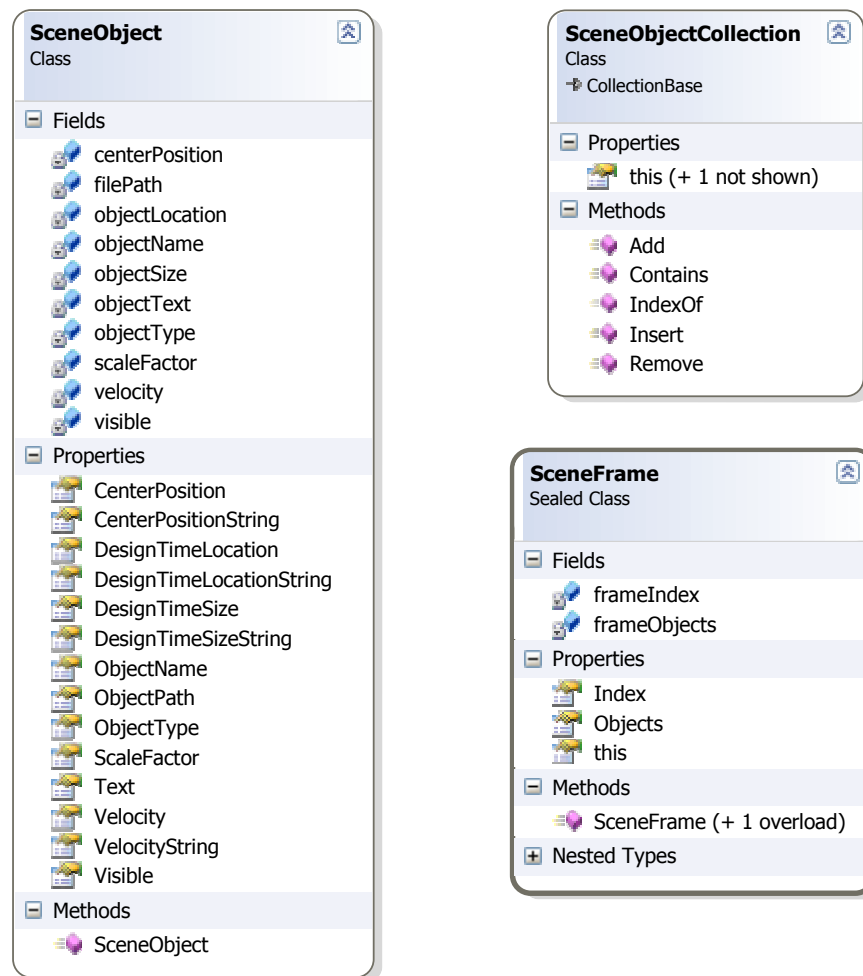 SceneObject
Class
Fields
centerPosition
filePath
objectLocation
objectName
objectSize
objectText
objectType
scaleFactor
velocity
visible
Properties
CenterPosition
CenterPositionString
DesignTimeLocation
DesignTimeLocationString
DesignTimeSize
DesignTimeSizeString
ObjectName
ObjectPath
ObjectType
ScaleFactor
Text
Velocity
VelocityString
Visible
Methods
SceneObject
SceneObjectCollection
Class
CollectionBase
Properties
this (+ 1 not shown)
Methods
Add
Contains
IndexOf
Insert
Remove
SceneFrame
Sealed Class
Fields
frameIndex
frameObjects
Properties
Index
Objects
this
Methods
SceneFrame (+ 1 overload)
Nested Types